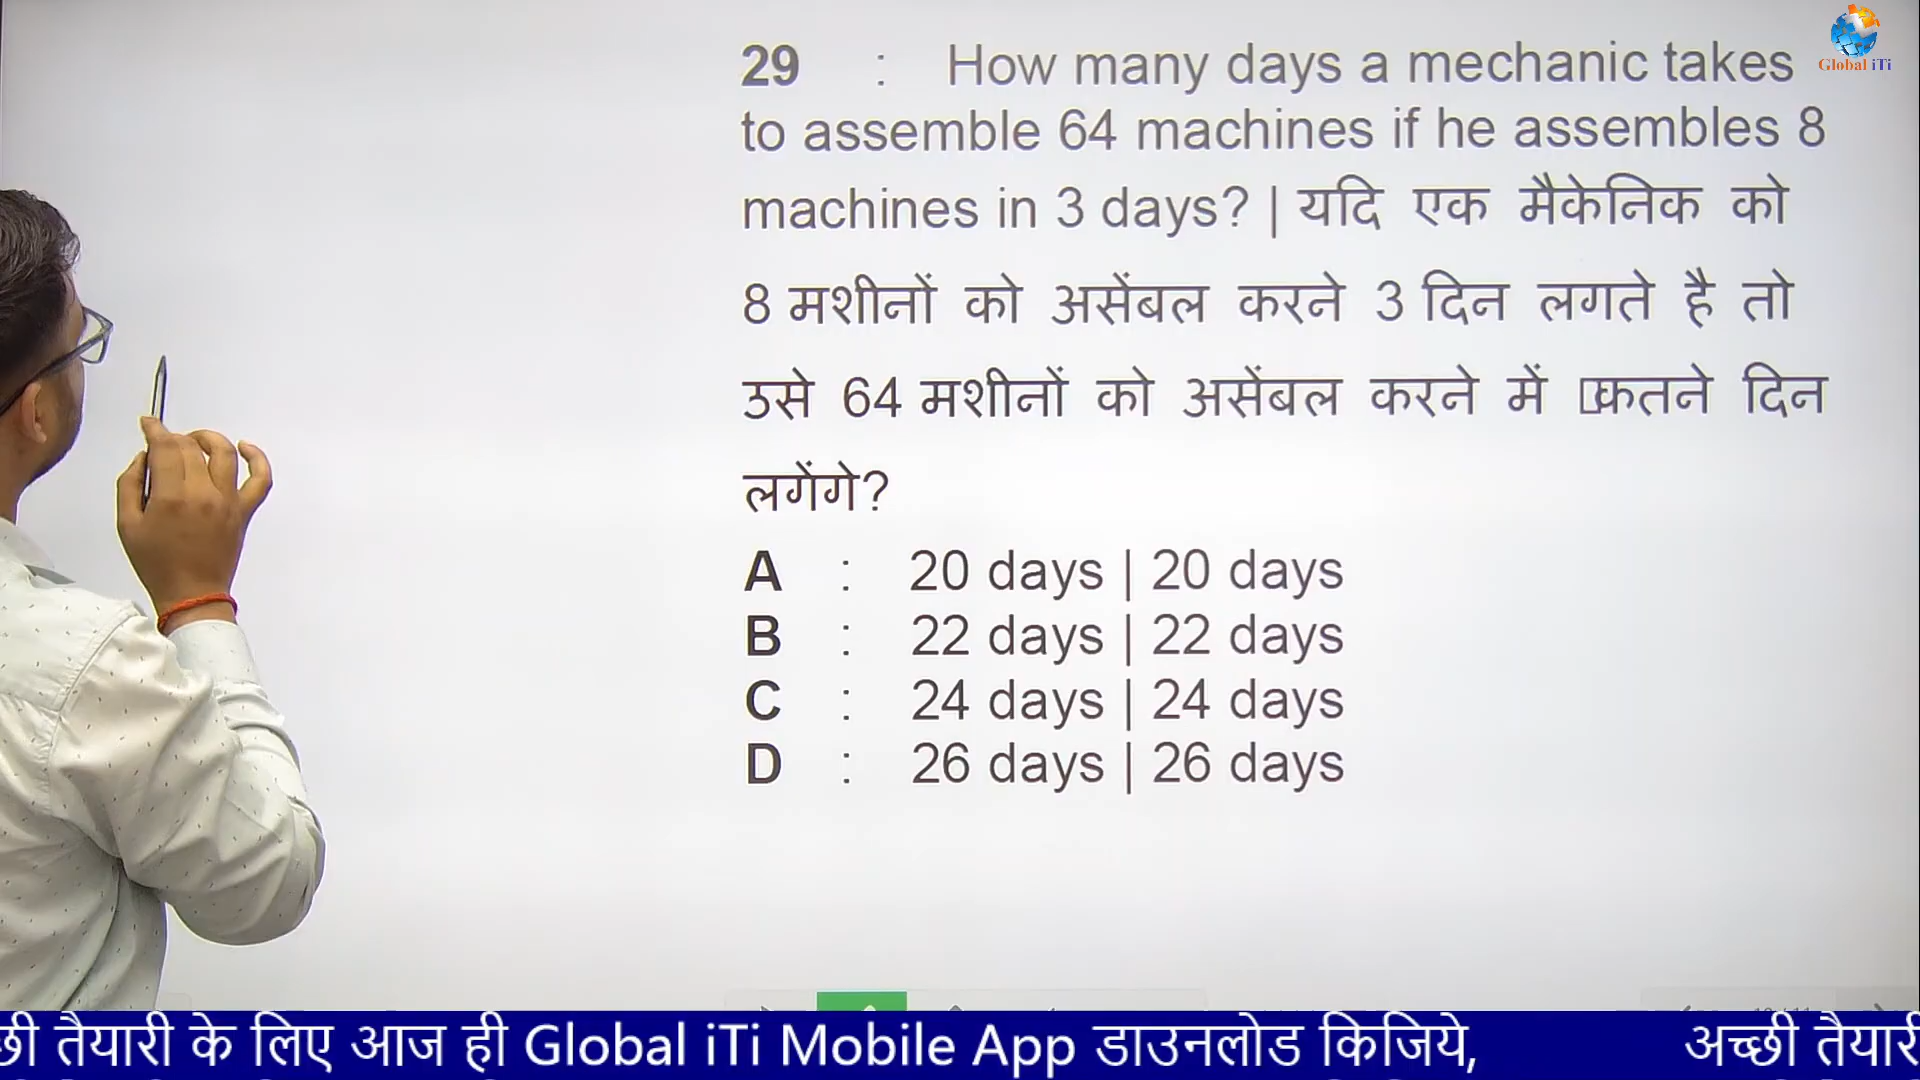 Global iTi
29 : How many days a mechanic takes
to assemble 64 machines if he assembles 8
machines in 3 days? | यदि एक मैकेनिक को
8 मशीनों को असेंबल करने 3 दिन लगते है तो
उसे 64 मशीनों को असेंबल करने में दिन
लगेंगे?
A : 20 days | 20 days
B : 22 days | 22 days
C : 24 days | 24 days
D : 26 days | 26 days
छी तैयारी के लिए आज ही Global iTi Mobile App डाउनलोड किजिये, अच्छी तैयारी